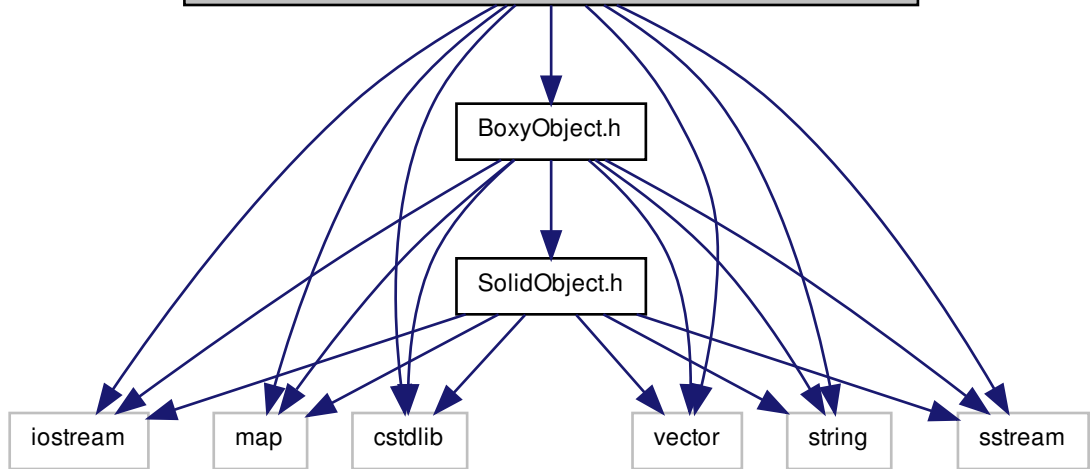 BoxyObject.h
SolidObject.h
iostream
map
cstdlib
vector
string
sstream